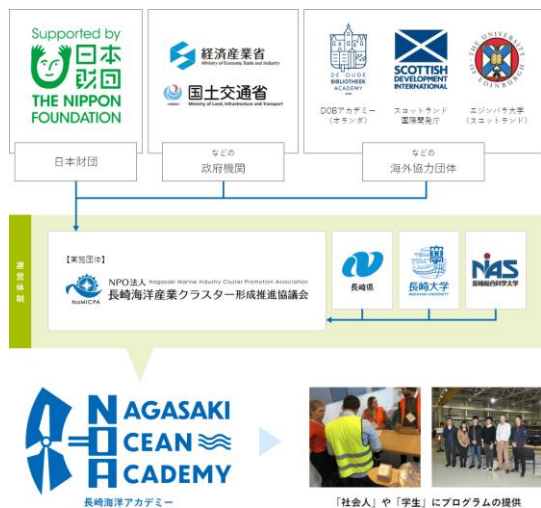 Supported by
日本
財団
THE NIPPON
FOUNDATION
経済産業省
Ministry of Economy, Trade and Industry
国土交通省
Ministry of Land, Infrastructure and Transport
DE OUDE
BIBLIOTHEEK
ACADEMY
DOBアカデミー
（オランダ）
SCOTTISH
DEVELOPMENT
INTERNATIONAL
スコットランド
国際開発庁
THE UNIVERSITY
OF EDINBURGH
エジンバラ大学
（スコットランド）
日本財団
などの
政府機関
などの
海外協力団体
運営体制
【実施団体】
NaMICPA
NPO法人 Nagasaki Marine Industry Cluster Promotion Association
長崎海洋産業クラスター形成推進協議会
長崎県
長崎大学
NAGASAKI UNIVERSITY
NiAS
長崎総合科学大学
NAGASAKI
OCEAN
ACADEMY
長崎海洋アカデミー
「社会人」や「学生」にプログラムの提供